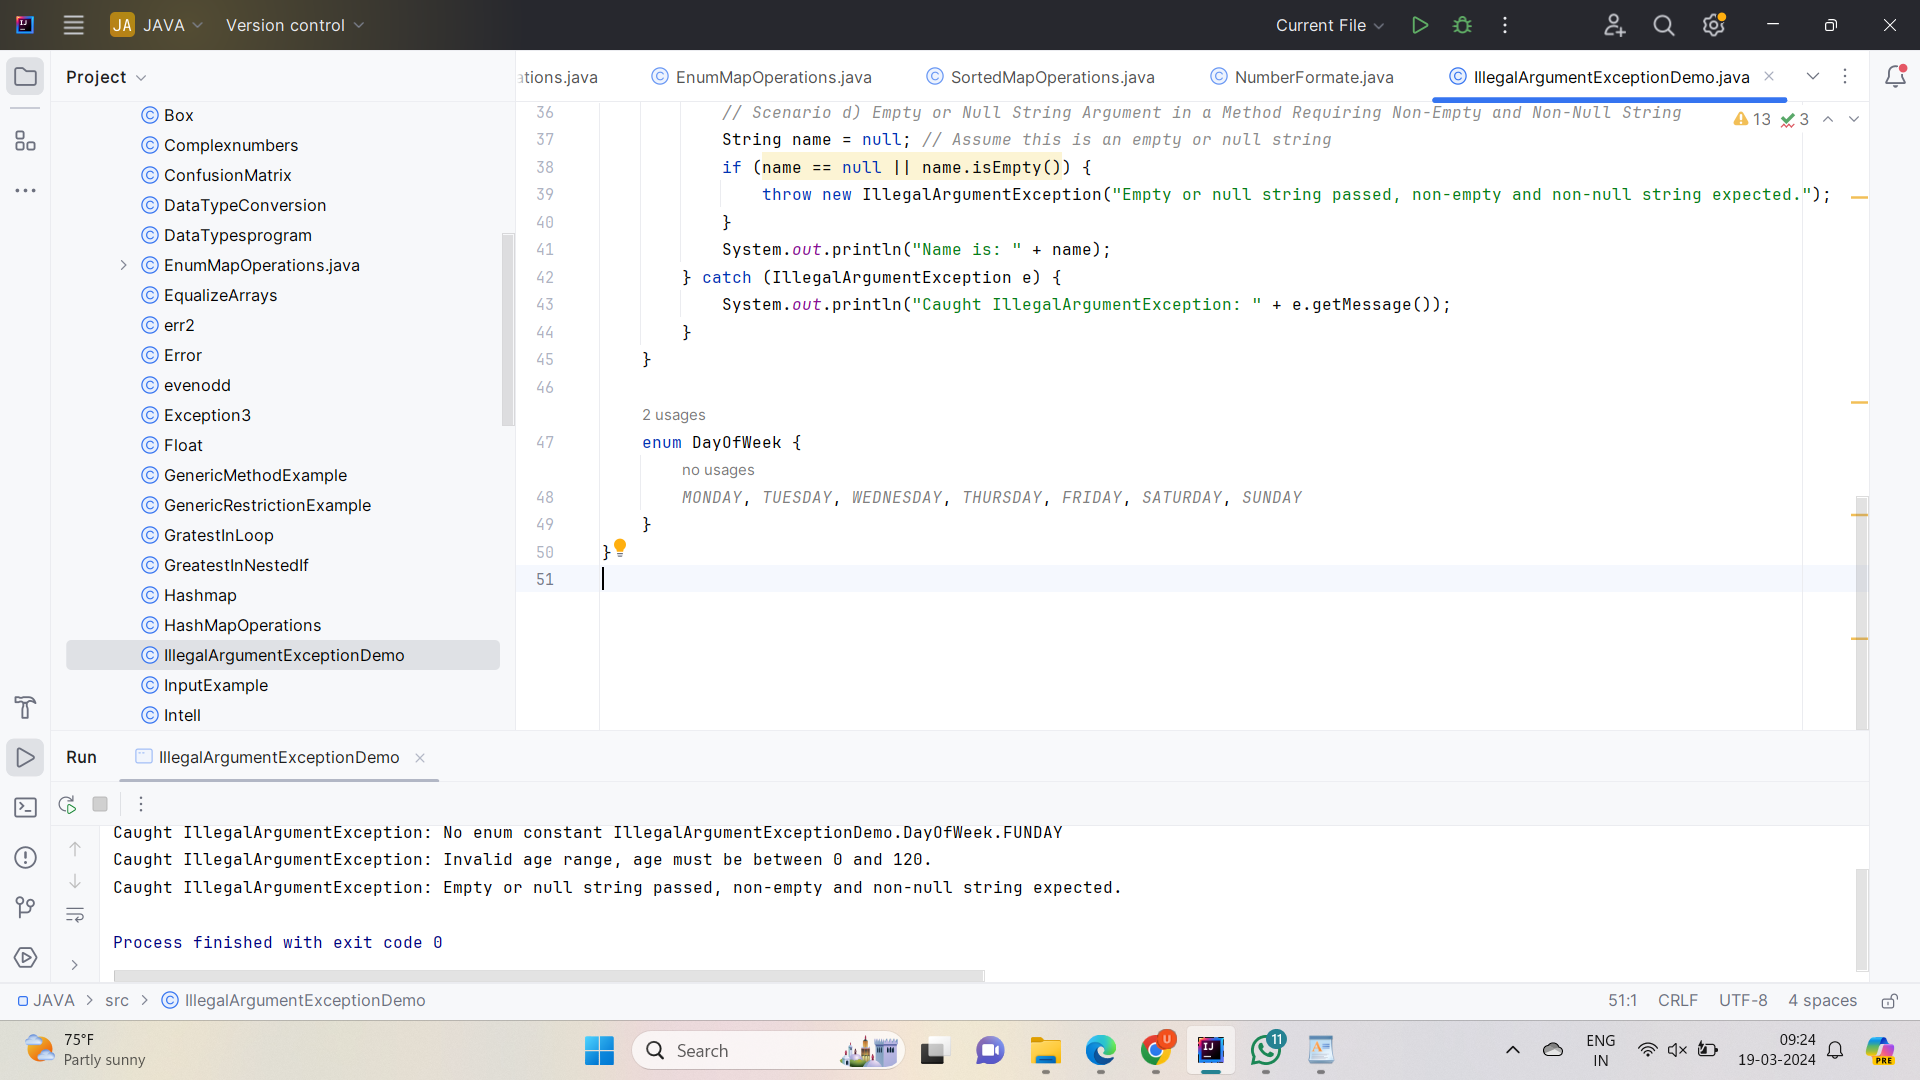 JA JAVA Version control Current File
Project
ations.java EnumMapOperations.java SortedMapOperations.java NumberFormate.java IllegalArgumentExceptionDemo.java
Box
Complexnumbers
ConfusionMatrix
DataTypeConversion
DataTypesprogram
EnumMapOperations.java
EqualizeArrays
err2
Error
evenodd
Exception3
Float
GenericMethodExample
GenericRestrictionExample
GratestInLoop
GreatestInNestedIf
Hashmap
HashMapOperations
IllegalArgumentExceptionDemo
InputExample
Intell
13 3
36 // Scenario d) Empty or Null String Argument in a Method Requiring Non-Empty and Non-Null String
37 String name = null; // Assume this is an empty or null string
38 if (name == null || name.isEmpty()) {
39 throw new IllegalArgumentException("Empty or null string passed, non-empty and non-null string expected.");
40 }
41 System.out.println("Name is: " + name);
42 } catch (IllegalArgumentException e) {
43 System.out.println("Caught IllegalArgumentException: " + e.getMessage());
44 }
45 }
46
2 usages
47 enum DayOfWeek {
no usages
48 MONDAY, TUESDAY, WEDNESDAY, THURSDAY, FRIDAY, SATURDAY, SUNDAY
49 }
50 }
51
Run IllegalArgumentExceptionDemo
Caught IllegalArgumentException: No enum constant IllegalArgumentExceptionDemo.DayOfWeek.FUNDAY
Caught IllegalArgumentException: Invalid age range, age must be between 0 and 120.
Caught IllegalArgumentException: Empty or null string passed, non-empty and non-null string expected.
Process finished with exit code 0
JAVA > src > IllegalArgumentExceptionDemo 51:1 CRLF UTF-8 4 spaces
75°F
Partly sunny
Search
U
11
ENG
IN
09:24
19-03-2024
PRE